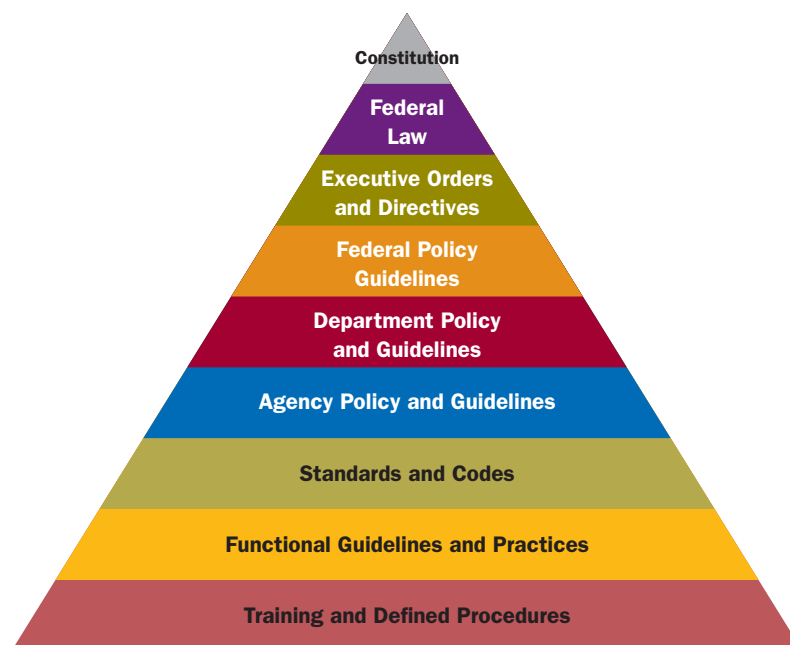 Constitution
Federal
Law
Executive Orders
and Directives
Federal Policy
Guidelines
Department Policy
and Guidelines
Agency Policy and Guidelines
Standards and Codes
Functional Guidelines and Practices
Training and Defined Procedures